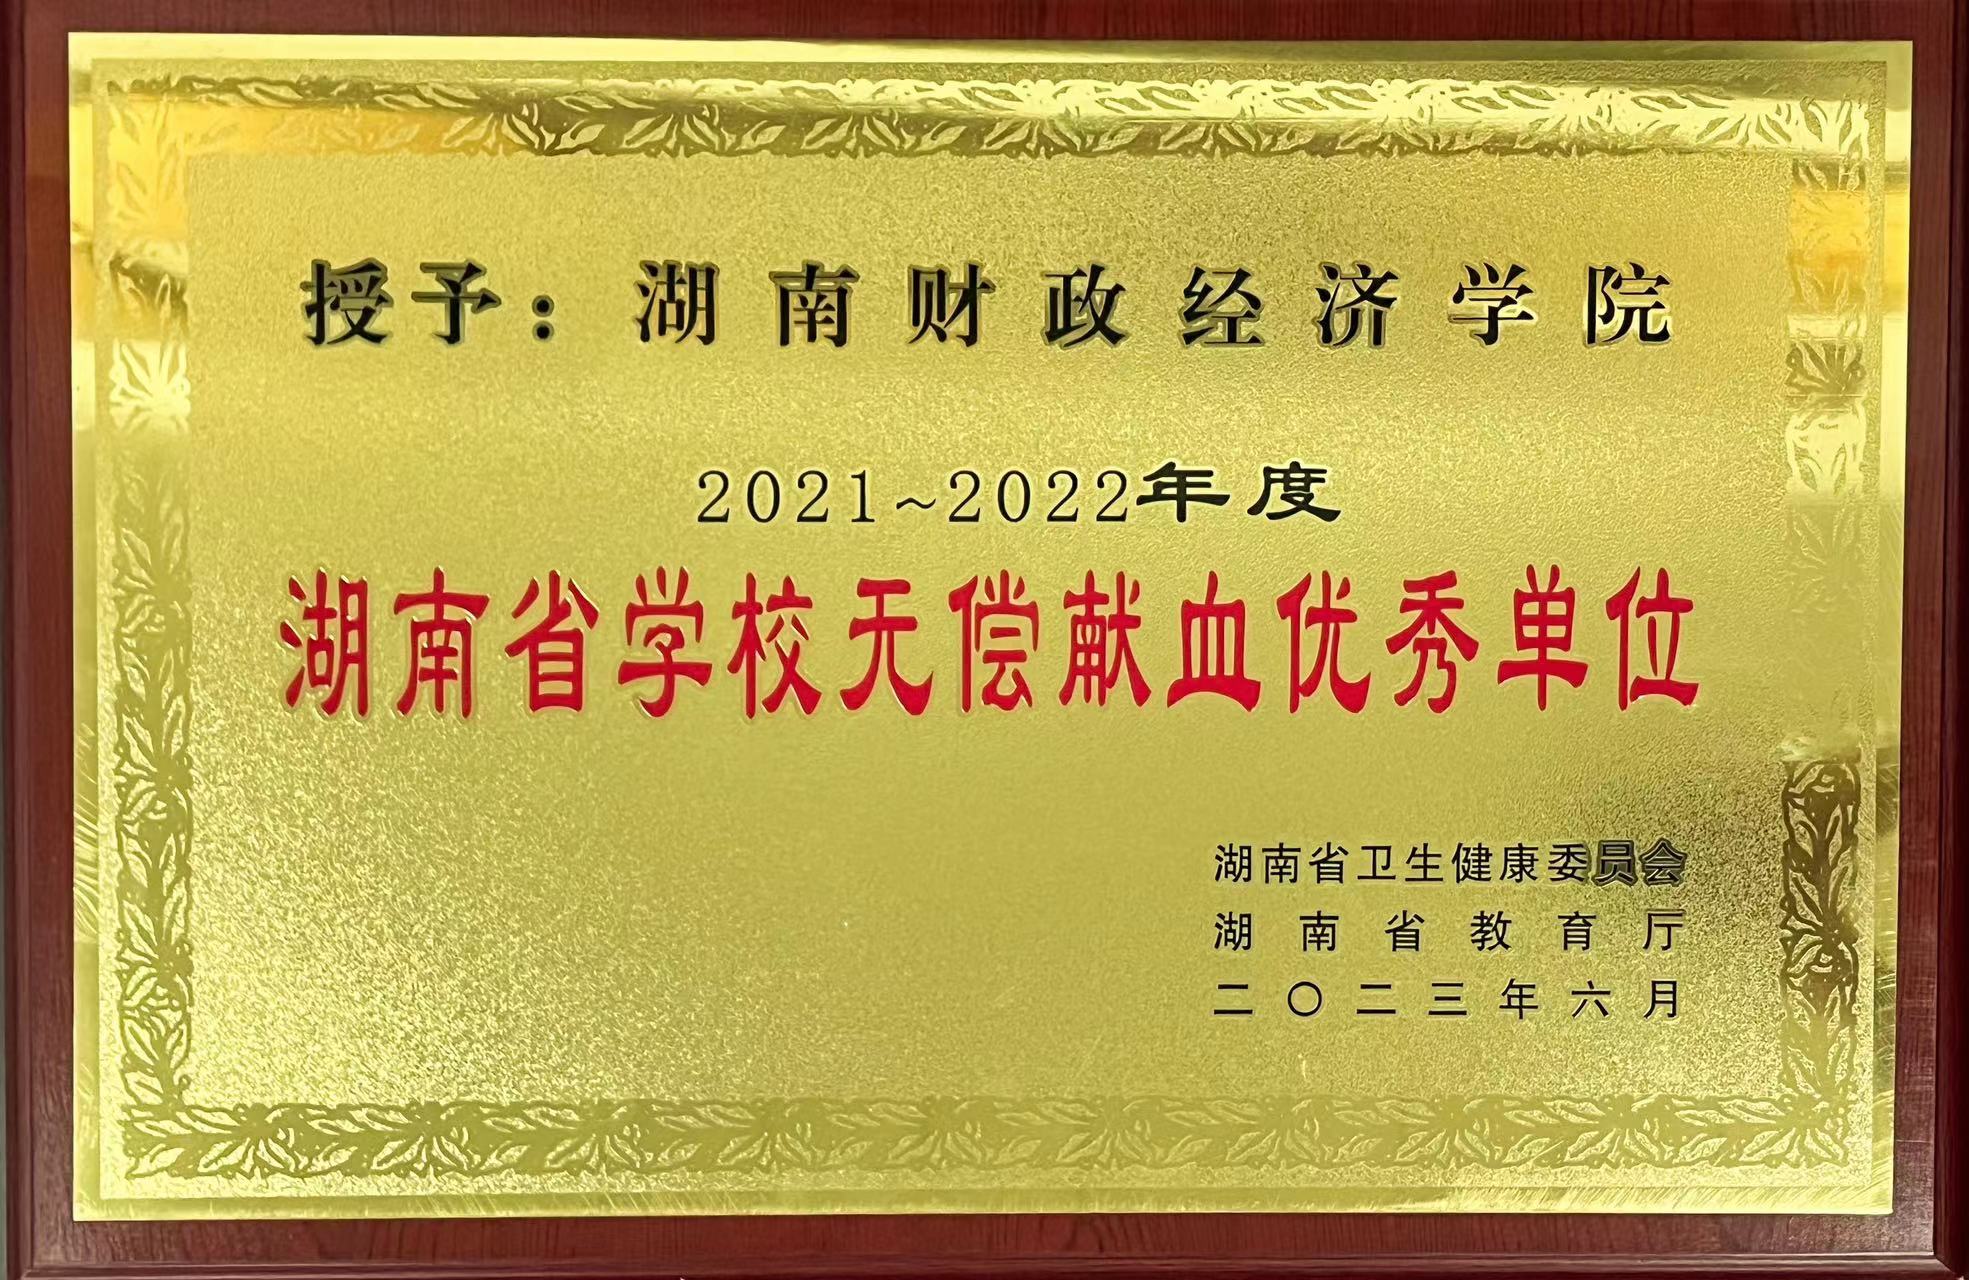 授予：湖南财政经济学院
2021~2022年度
湖南省学校无偿献血优秀单位
湖南省卫生健康委员会
湖南省教育厅
二〇二三年六月